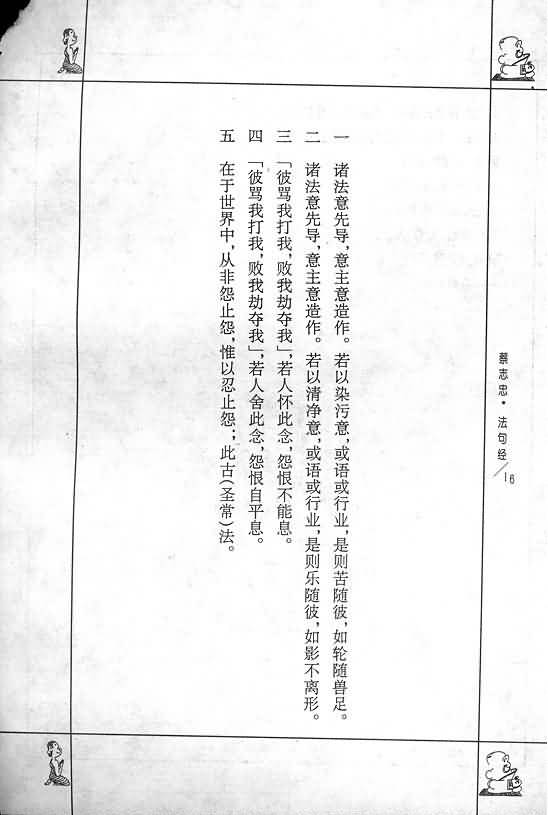 一 诸法意先导，意主意造作。若以染污意，或语或行业，是则苦随彼，如轮随兽足。
二 诸法意先导，意主意造作。若以清净意，或语或行业，是则乐随彼，如影不离形。
三 「彼骂我打我，败我劫夺我」，若人怀此念，怨恨不能息。
四 「彼骂我打我，败我劫夺我」，若人舍此念，怨恨自平息。
五 在于世界中，从非怨止怨，惟以忍止怨；此古(圣常)法。
蔡志忠·法句经/16